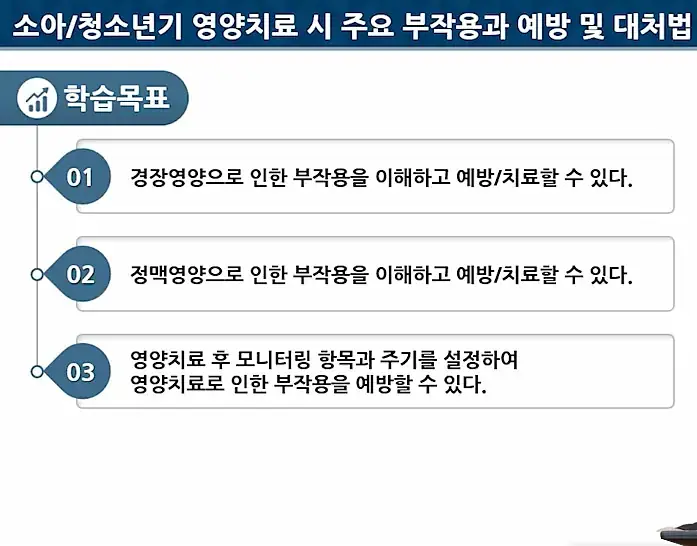 소아/청소년기 영양치료 시 주요 부작용과 예방 및 대처법
학습목표
01
경장영양으로 인한 부작용을 이해하고 예방/치료할 수 있다.
02
정맥영양으로 인한 부작용을 이해하고 예방/치료할 수 있다.
03
영양치료 후 모니터링 항목과 주기를 설정하여
영양치료로 인한 부작용을 예방할 수 있다.